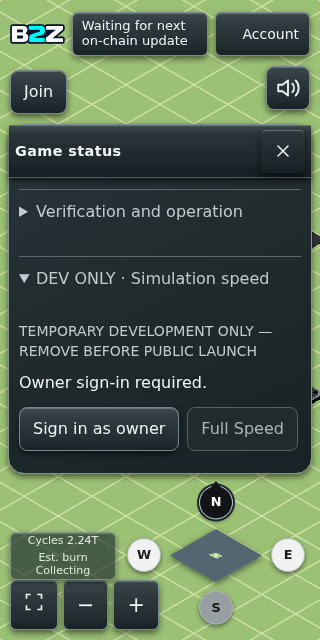 B2Z
Waiting for next
on-chain update
Account
Join
Game status
Verification and operation
DEV ONLY · Simulation speed
TEMPORARY DEVELOPMENT ONLY —
REMOVE BEFORE PUBLIC LAUNCH
Owner sign-in required.
Sign in as owner
Full Speed
N
Cycles 2.24T
Est. burn
Collecting
W
E
S